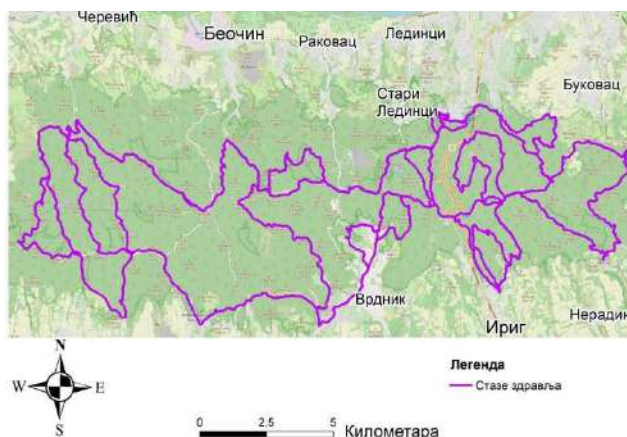 Черевић
Беочин
Раковац
Лединци
Буковац
Стари
Лединци
Врдник
Ириг
Нерадин
N
W E
S
Легенда
Стазе здравља
0 2.5 5
Километара